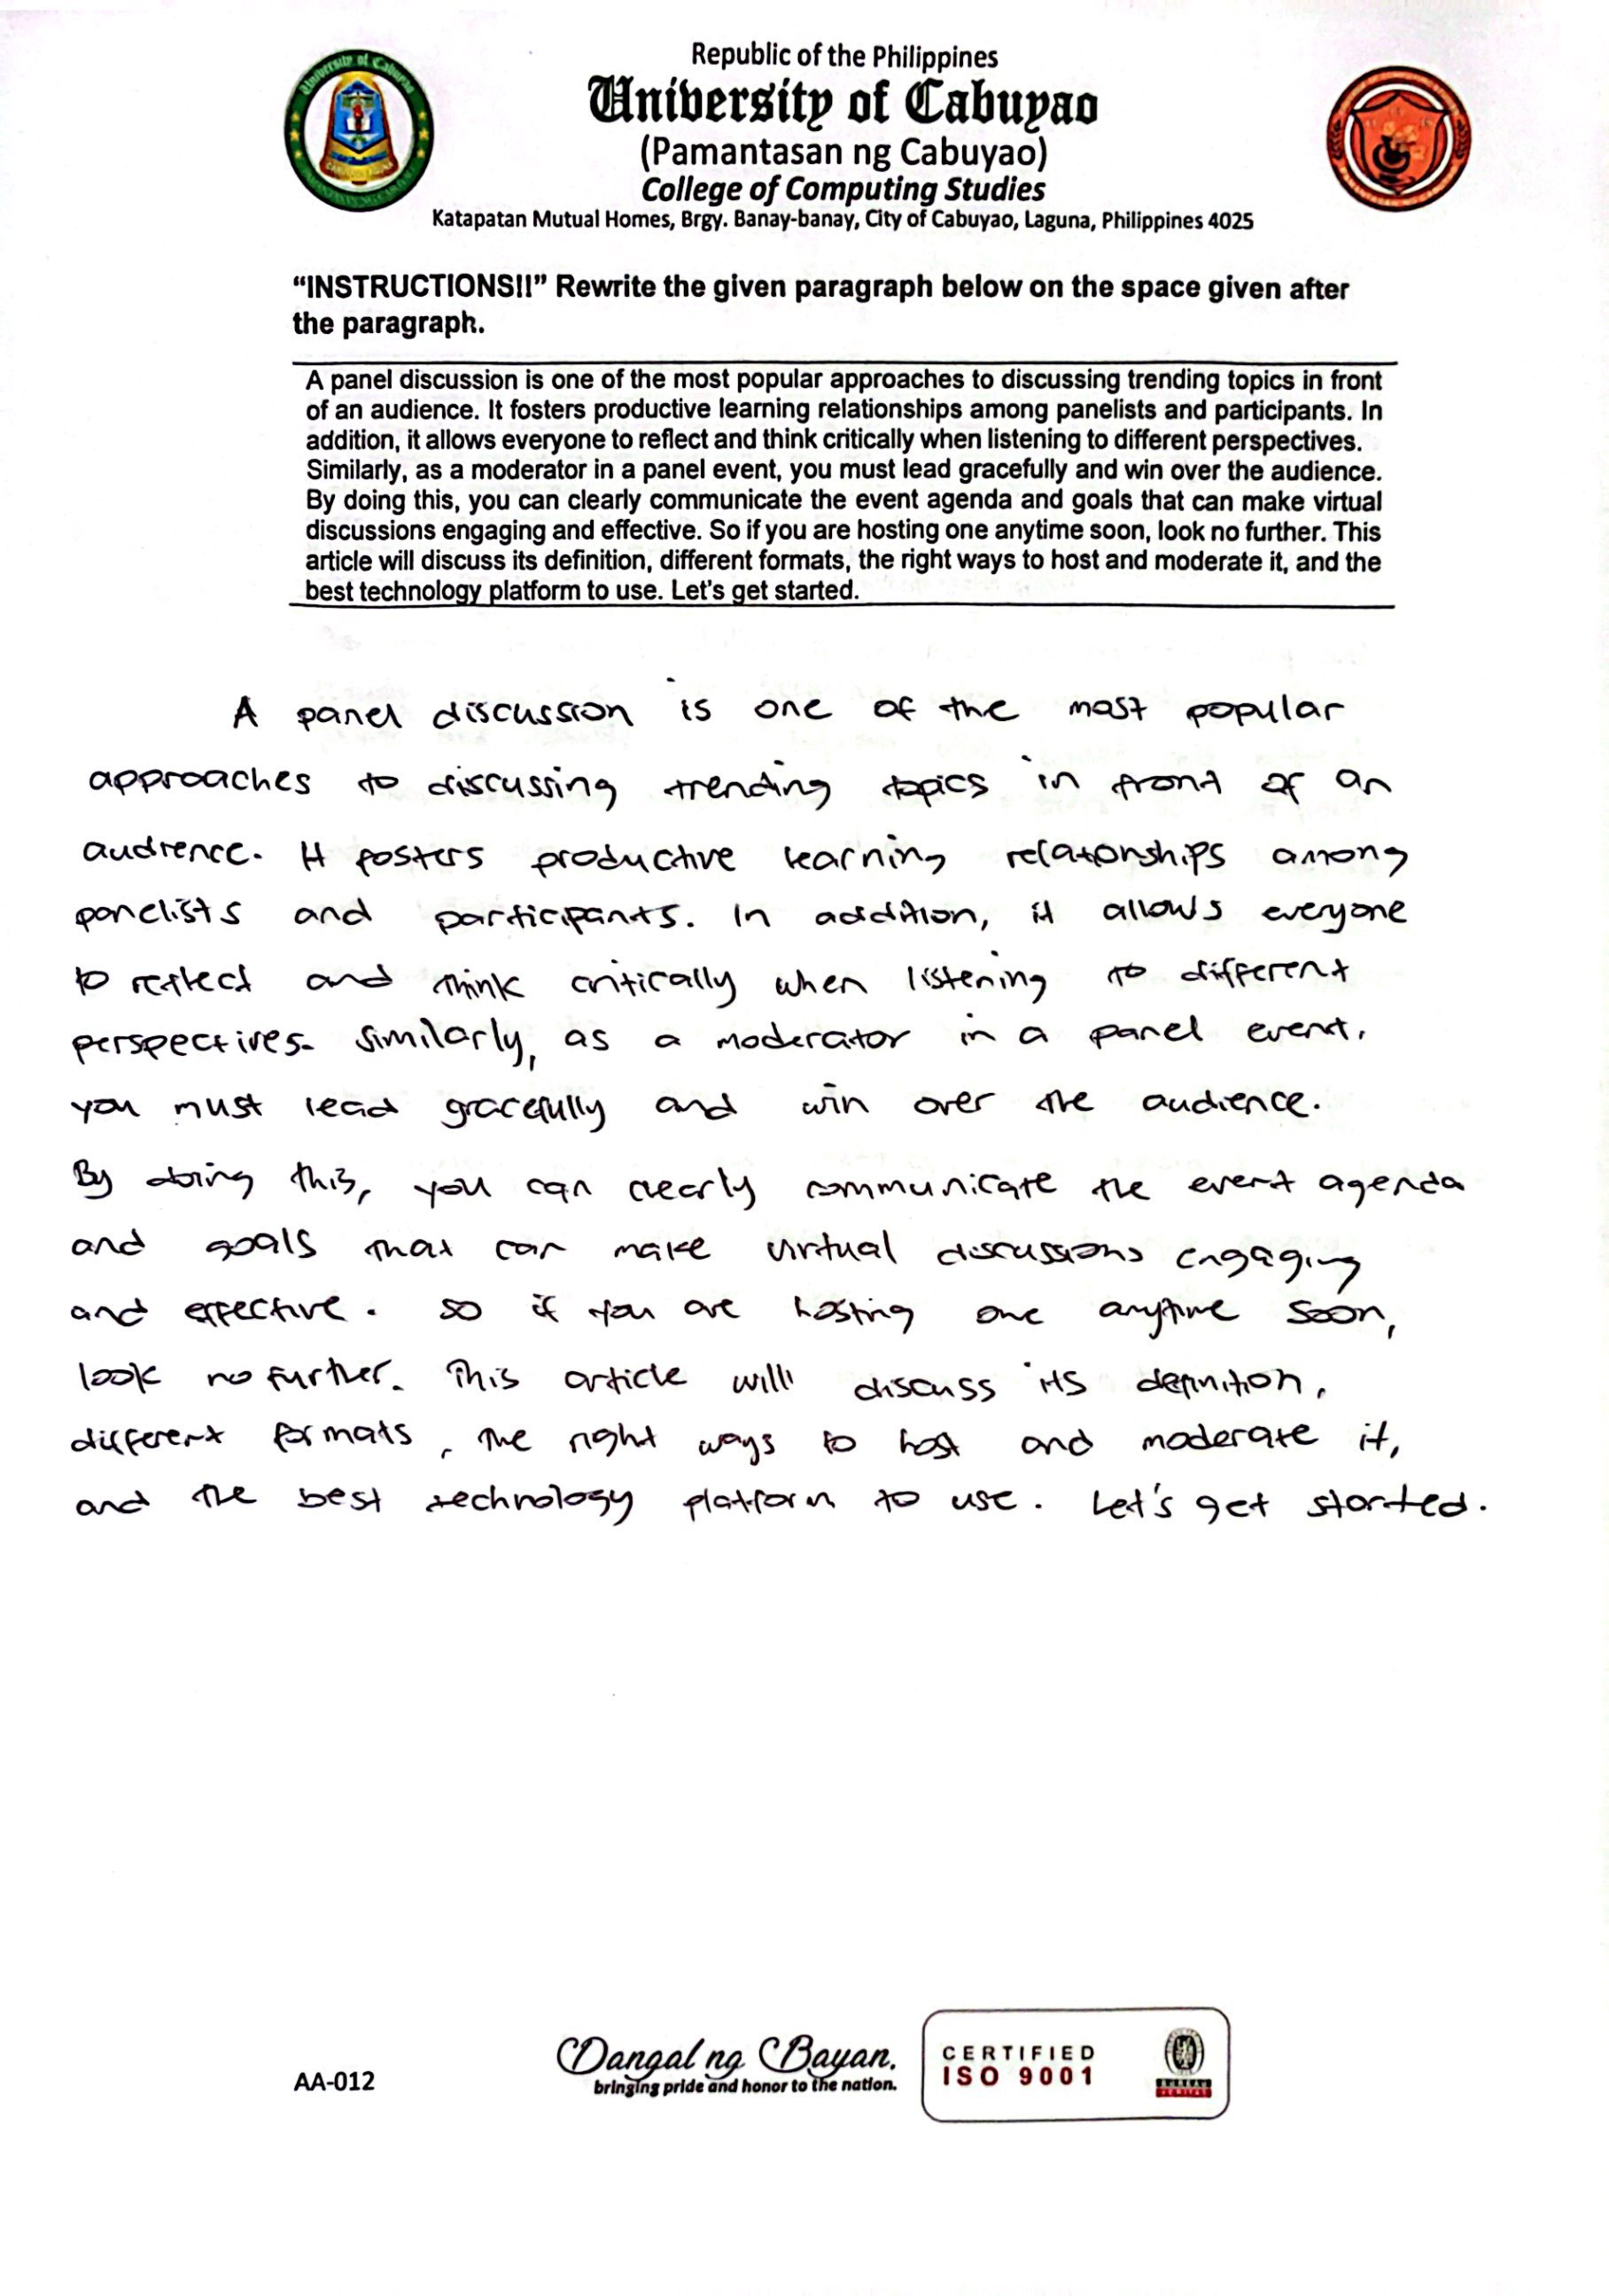 Republic of the Philippines
University of Cabuyao
(Pamantasan ng Cabuyao)
College of Computing Studies
Katapatan Mutual Homes, Brgy. Banay-banay, City of Cabuyao, Laguna, Philippines 4025
“INSTRUCTIONS!!” Rewrite the given paragraph below on the space given after
the paragraph.
A panel discussion is one of the most popular approaches to discussing trending topics in front
of an audience. It fosters productive learning relationships among panelists and participants. In
addition, it allows everyone to reflect and think critically when listening to different perspectives.
Similarly, as a moderator in a panel event, you must lead gracefully and win over the audience.
By doing this, you can clearly communicate the event agenda and goals that can make virtual
discussions engaging and effective. So if you are hosting one anytime soon, look no further. This
article will discuss its definition, different formats, the right ways to host and moderate it, and the
best technology platform to use. Let’s get started.
A panel discussion is one of the most popular
approaches to discussing trending topics in front of an
audience. It fosters productive learning relationships among
panelists and participants. In addition, it allows everyone
to reflect and think critically when listening to different
perspectives. Similarly, as a moderator in a panel event,
you must lead gracefully and win over the audience.
By doing this, you can clearly communicate the event agenda
and goals that can make virtual discussions engaging
and effective. So if you are hosting one anytime soon,
look no further. This article will discuss its definition,
different formats, the right ways to host and moderate it,
and the best technology platform to use. Let's get started.
AA-012
Dangal ng Bayan.
bringing pride and honor to the nation.
CERTIFIED
ISO 9001
BUREAU
VERITAS